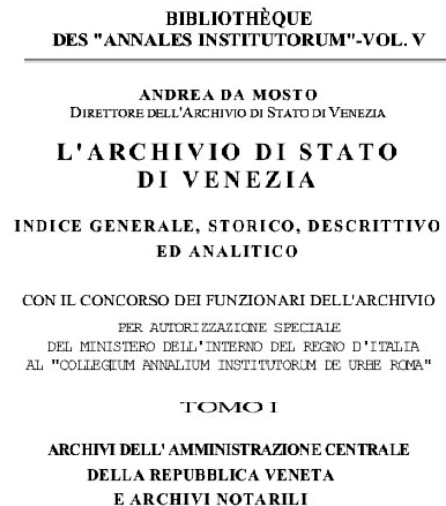 BIBLIOTHÈQUE
DES "ANNALES INSTITUTORUM"-VOL. V
ANDREA DA MOSTO
DIRETTORE DELL'ARCHIVIO DI STATO DI VENEZIA
L'ARCHIVIO DI STATO
DI VENEZIA
INDICE GENERALE, STORICO, DESCRITTIVO
ED ANALITICO
CON IL CONCORSO DEI FUNZIONARI DELL'ARCHIVIO
PER AUTORIZZAZIONE SPECIALE
DEL MINISTERO DELL'INTERNO DEL REGNO D'ITALIA
AL "COLLEGIUM ANNALIUM INSTITUTORUM DE URBE ROMA"
TOMO I
ARCHIVI DELL' AMMINISTRAZIONE CENTRALE
DELLA REPUBBLICA VENETA
E ARCHIVI NOTARILI